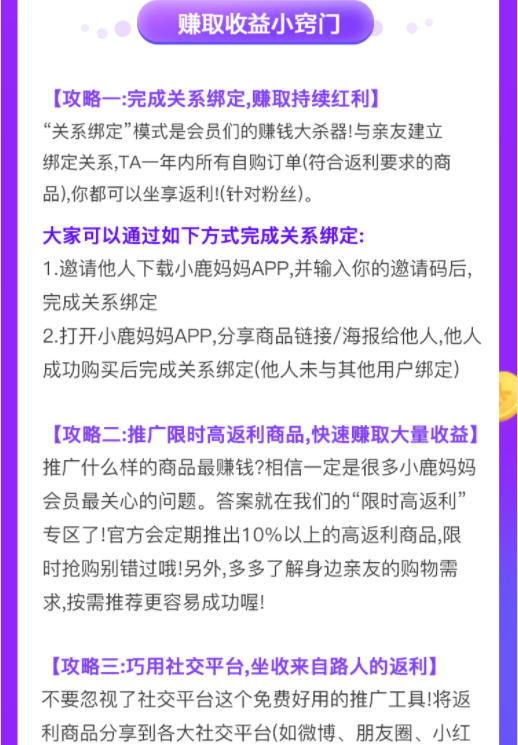 赚取收益小窍门
【攻略一:完成关系绑定,赚取持续红利】
“关系绑定”模式是会员们的赚钱大杀器!与亲友建立
绑定关系,TA一年内所有自购订单(符合返利要求的商
品),你都可以坐享返利!(针对粉丝)。
大家可以通过如下方式完成关系绑定:
1.邀请他人下载小鹿妈妈APP,并输入你的邀请码后,
完成关系绑定
2.打开小鹿妈妈APP,分享商品链接/海报给他人,他人
成功购买后完成关系绑定(他人未与其他用户绑定)
【攻略二:推广限时高返利商品,快速赚取大量收益】
推广什么样的商品最赚钱?相信一定是很多小鹿妈妈
会员最关心的问题。答案就在我们的“限时高返利”
专区了!官方会定期推出10%以上的高返利商品,限
时抢购别错过哦!另外,多多了解身边亲友的购物需
求,按需推荐更容易成功喔!
【攻略三:巧用社交平台,坐收来自路人的返利】
不要忽视了社交平台这个免费好用的推广工具!将返
利商品分享到各大社交平台(如微博、朋友圈、小红